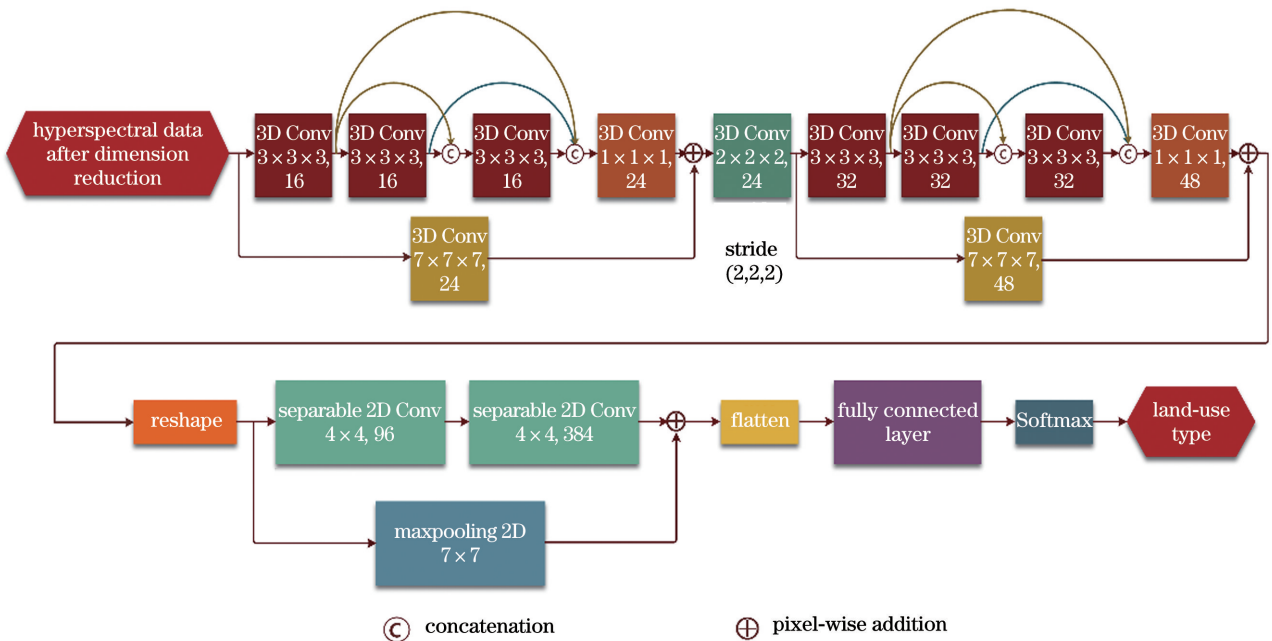 hyperspectral data
after dimension
reduction
3D Conv
3×3×3,
16
3D Conv
3×3×3,
16
C
3D Conv
3×3×3,
16
C
3D Conv
1×1×1,
24
3D Conv
2×2×2,
24
3D Conv
3×3×3,
32
3D Conv
3×3×3,
32
C
3D Conv
3×3×3,
32
C
3D Conv
1×1×1,
48
3D Conv
7×7×7,
24
stride
(2,2,2)
3D Conv
7×7×7,
48
reshape
separable 2D Conv
4×4, 96
separable 2D Conv
4×4, 384
flatten
fully connected
layer
Softmax
land-use
type
maxpooling 2D
7×7
C concatenation
⊕ pixel-wise addition